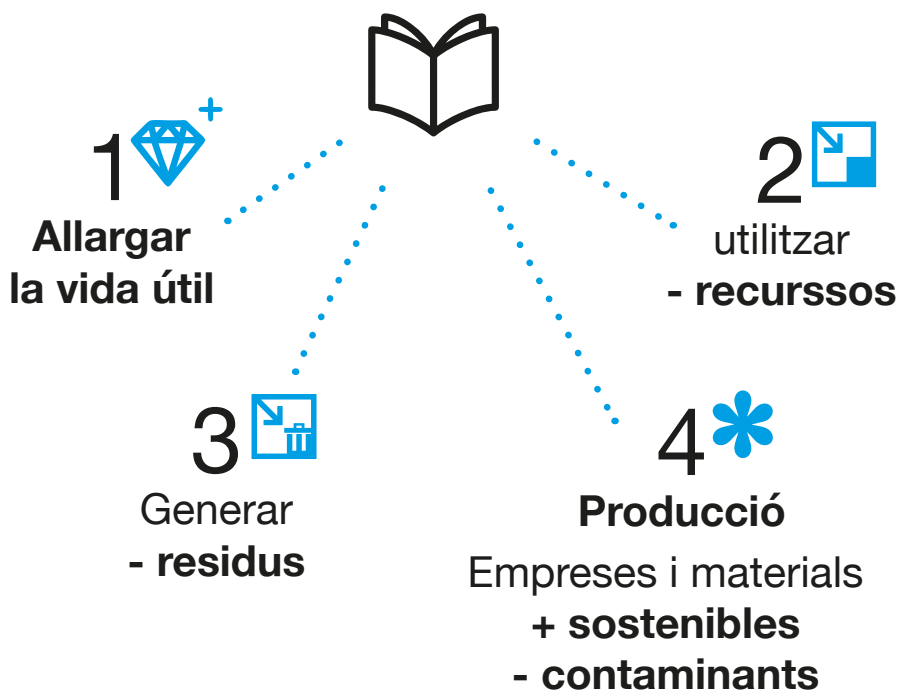 1
Allargar
la vida útil
2
utilitzar
- recurssos
3
Generar
- residus
4
Producció
Empreses i materials
+ sostenibles
- contaminants